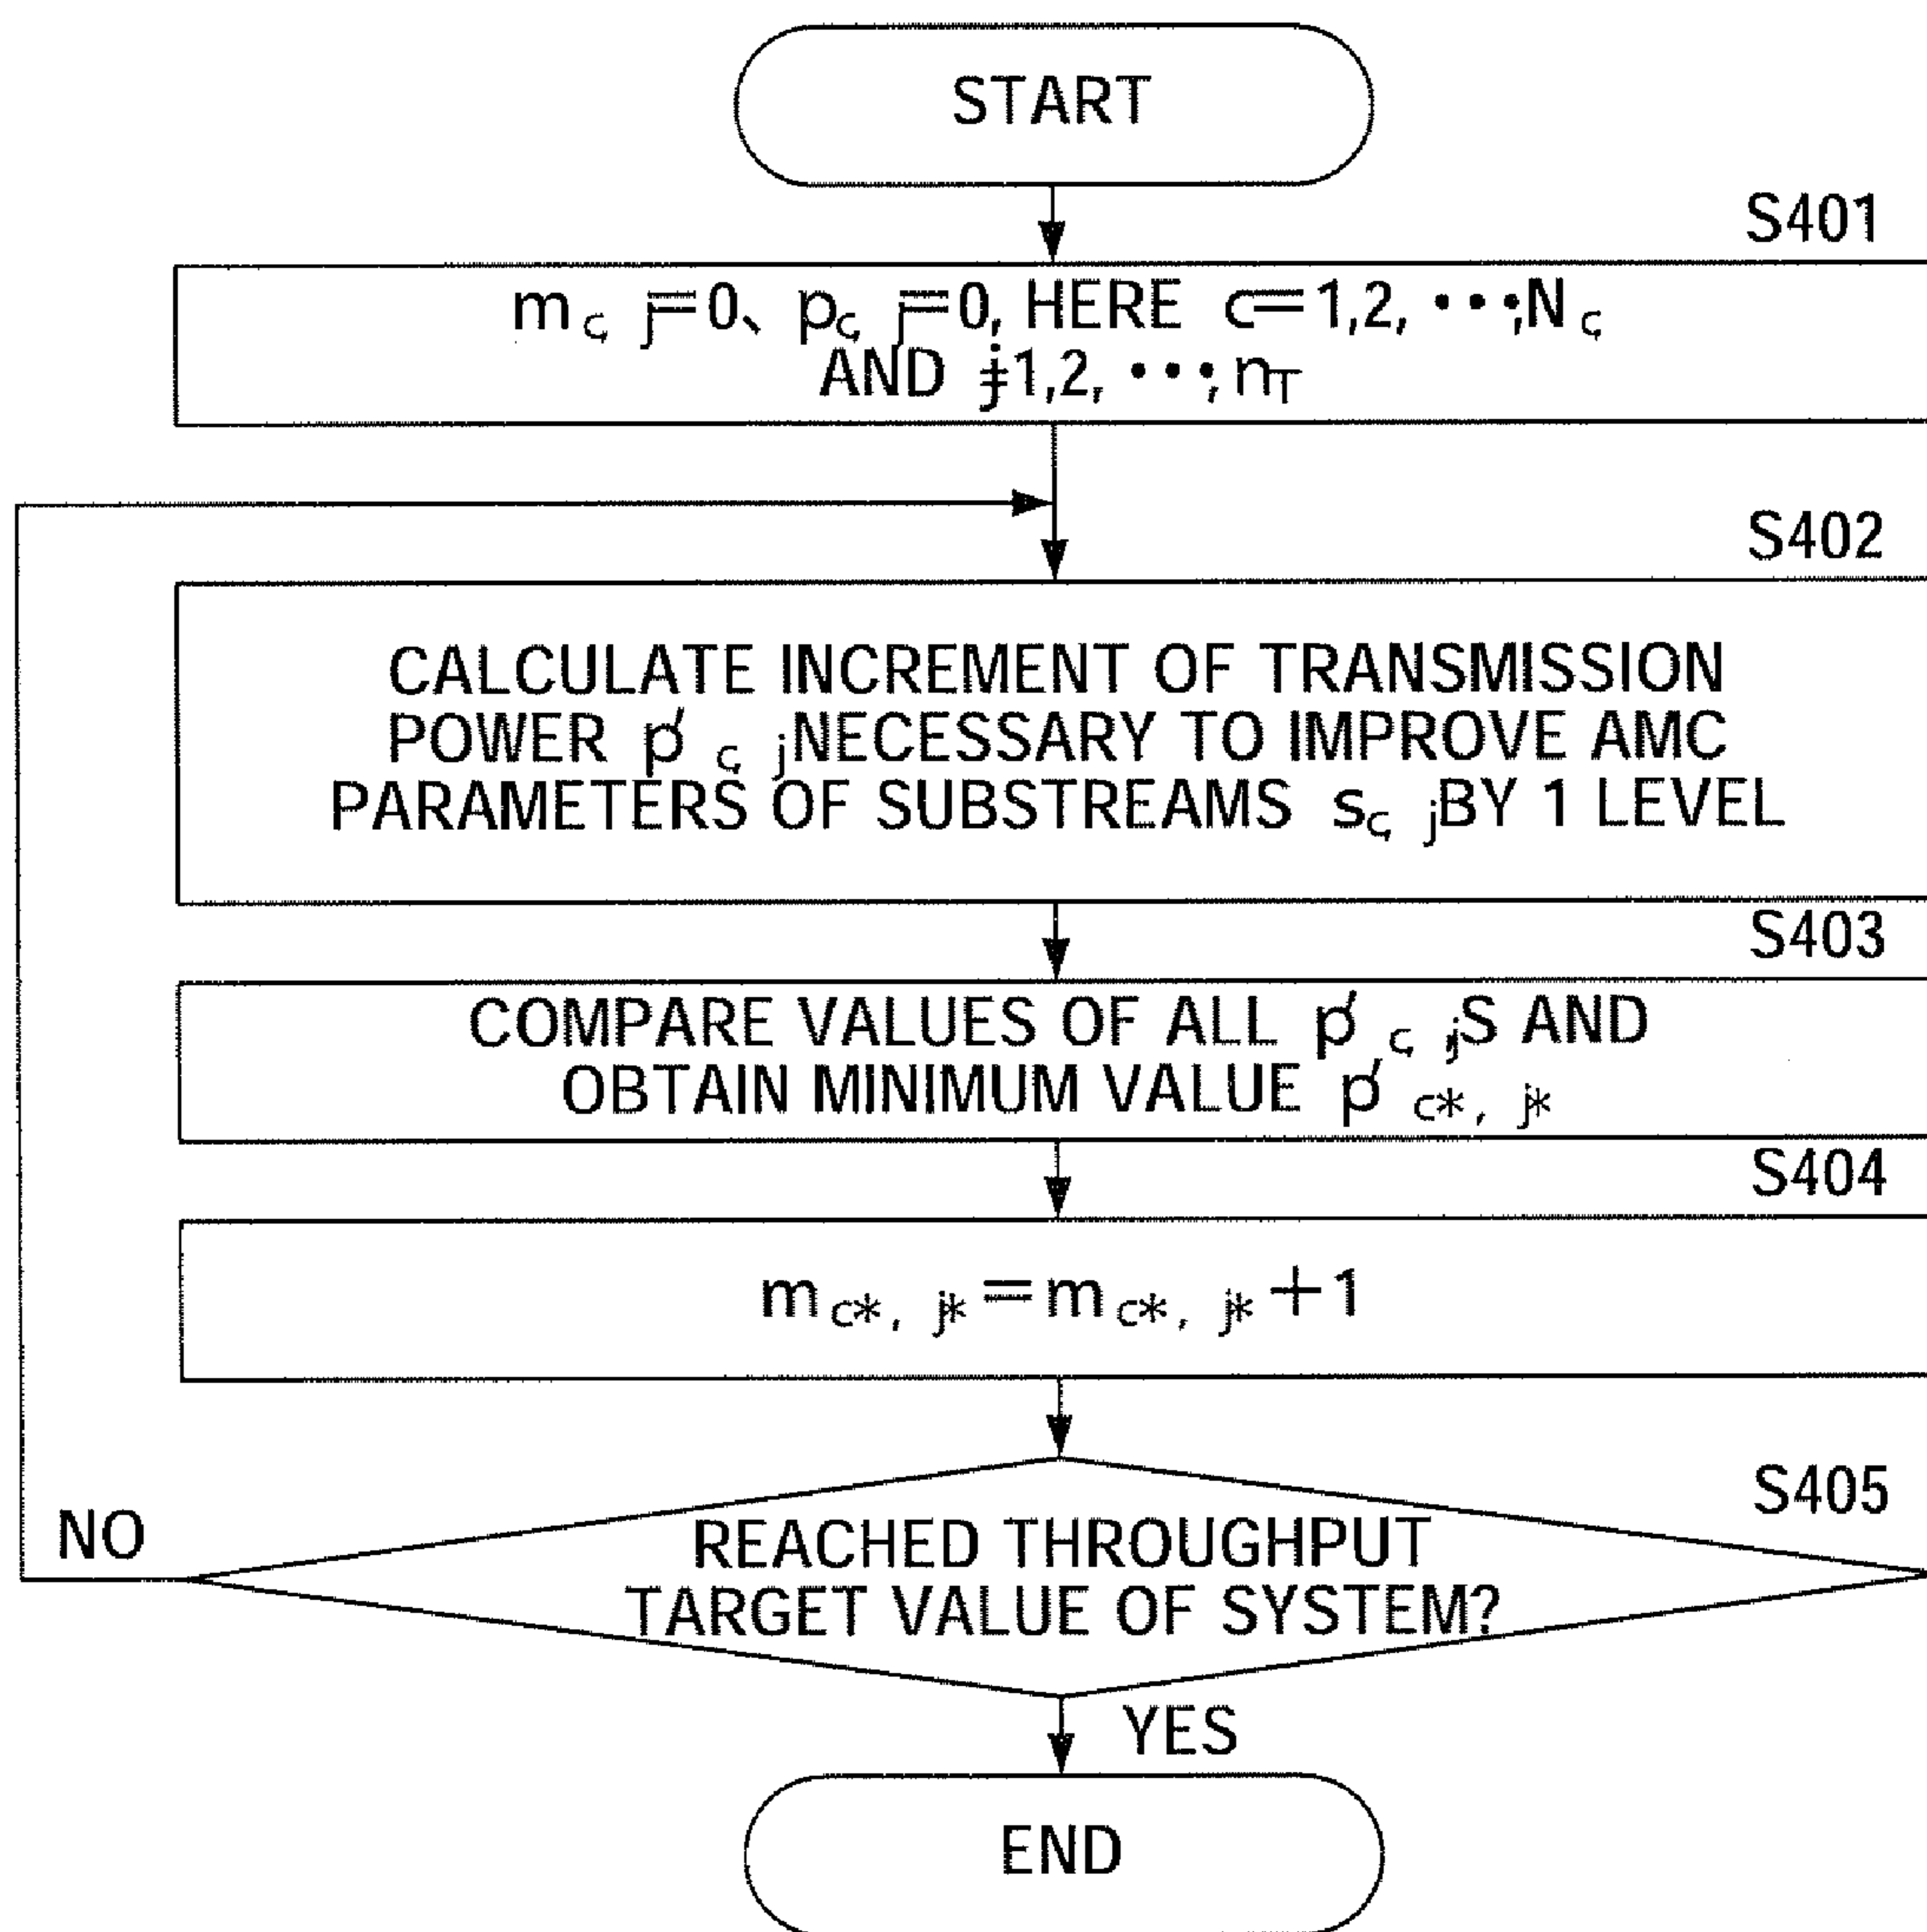 START
S401
m c, j=0、 p c, j=0, HERE c=1,2, •••,N c
AND j=1,2, •••, nT
S402
CALCULATE INCREMENT OF TRANSMISSION
POWER p′ c, j NECESSARY TO IMPROVE AMC
PARAMETERS OF SUBSTREAMS s c, j BY 1 LEVEL
S403
COMPARE VALUES OF ALL p′ c, j,S AND
OBTAIN MINIMUM VALUE p′ c*, j*
S404
m c*, j* = m c*, j* +1
S405
NO
REACHED THROUGHPUT
TARGET VALUE OF SYSTEM?
YES
END